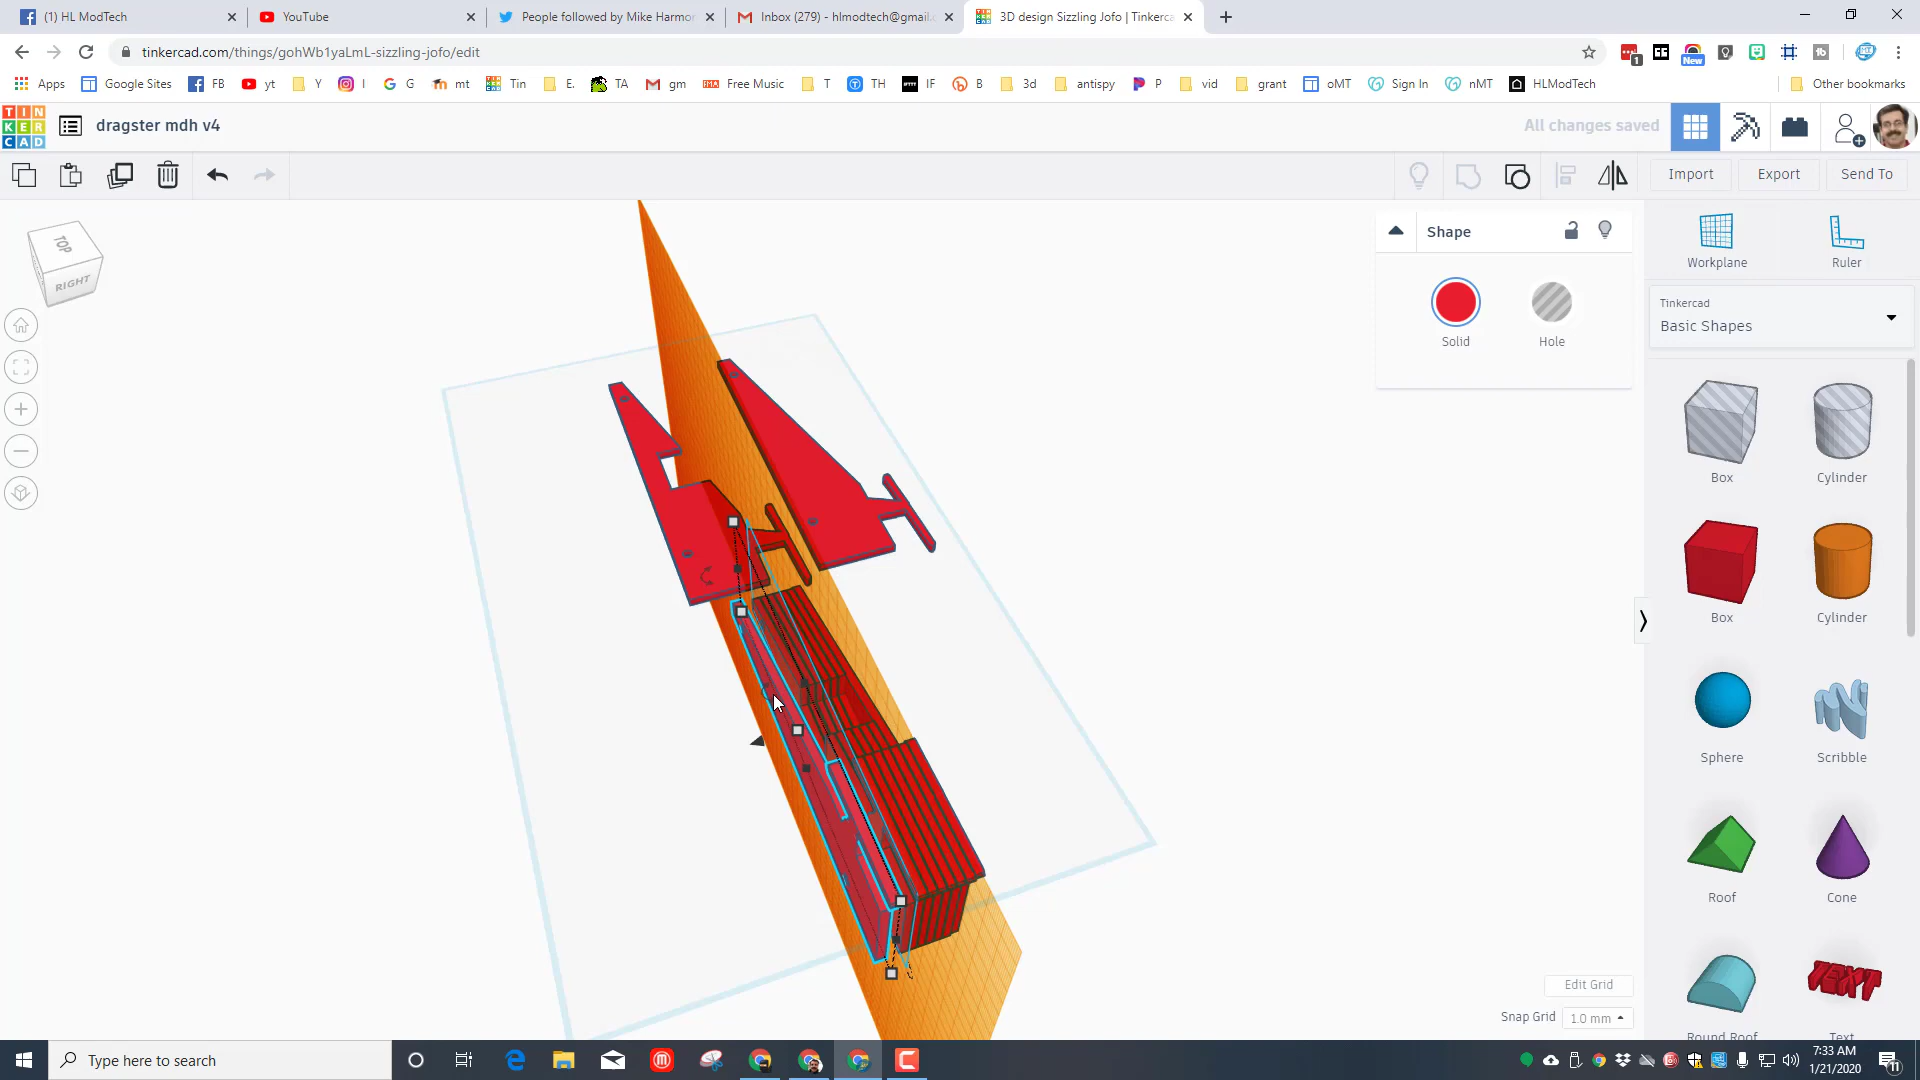 (1) HL ModTech
YouTube
People followed by Mike Harmor
Inbox (279) - hlmodtech@gmail.c
3D design Sizzling Jofo | Tinkerca
tinkercad.com/things/gohWb1yaLmL-sizzling-jofo/edit
1
New
Apps
Google Sites
FB
yt
Y
I
G
mt
Tin
E.
TA
gm
Free Music
T
TH
IF
B
3d
antispy
P
vid
grant
oMT
Sign In
nMT
HLModTech
Other bookmarks
TIN
KER
CAD
dragster mdh v4
All changes saved
Import
Export
Send To
TOP
RIGHT
Shape
Solid
Hole
Workplane
Ruler
Tinkercad
Basic Shapes
Box
Cylinder
Box
Cylinder
Sphere
Scribble
Roof
Cone
Round Roof
Text
TEXT
Edit Grid
Snap Grid
1.0 mm
Type here to search
7:33 AM
1/21/2020
11